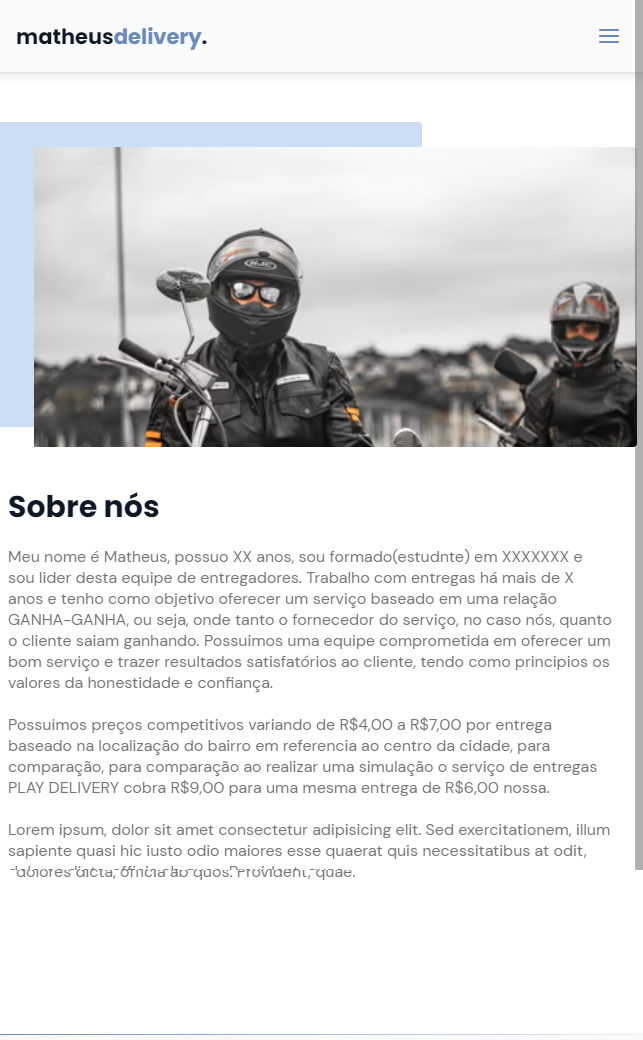 matheusdelivery.
HJC
Sobre nós
Meu nome é Matheus, possuo XX anos, sou formado(estudnte) em XXXXXXX e
sou lider desta equipe de entregadores. Trabalho com entregas há mais de X
anos e tenho como objetivo oferecer um serviço baseado em uma relação
GANHA-GANHA, ou seja, onde tanto o fornecedor do serviço, no caso nós, quanto
o cliente saiam ganhando. Possuimos uma equipe comprometida em oferecer um
bom serviço e trazer resultados satisfatórios ao cliente, tendo como principios os
valores da honestidade e confiança.
Possuimos preços competitivos variando de R$4,00 a R$7,00 por entrega
baseado na localização do bairro em referencia ao centro da cidade, para
comparação, para comparação ao realizar uma simulação o serviço de entregas
PLAY DELIVERY cobra R$9,00 para uma mesma entrega de R$6,00 nossa.
Lorem ipsum, dolor sit amet consectetur adipisicing elit. Sed exercitationem, illum
sapiente quasi hic iusto odio maiores esse quaerat quis necessitatibus at odit,
dolores dicta, officia ab quos. Provident, quae.